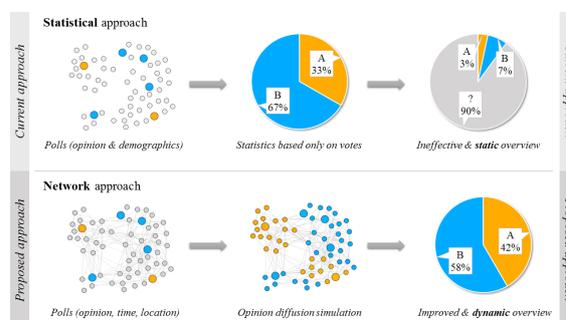 Current approach
Statistical approach
A
33%
B
67%
A
3%
B
7%
?
90%
Polls (opinion & demographics)
Statistics based only on votes
Ineffective & static overview
Proposed approach
Network approach
A
42%
B
58%
Polls (opinion, time, location)
Opinion diffusion simulation
Improved & dynamic overview